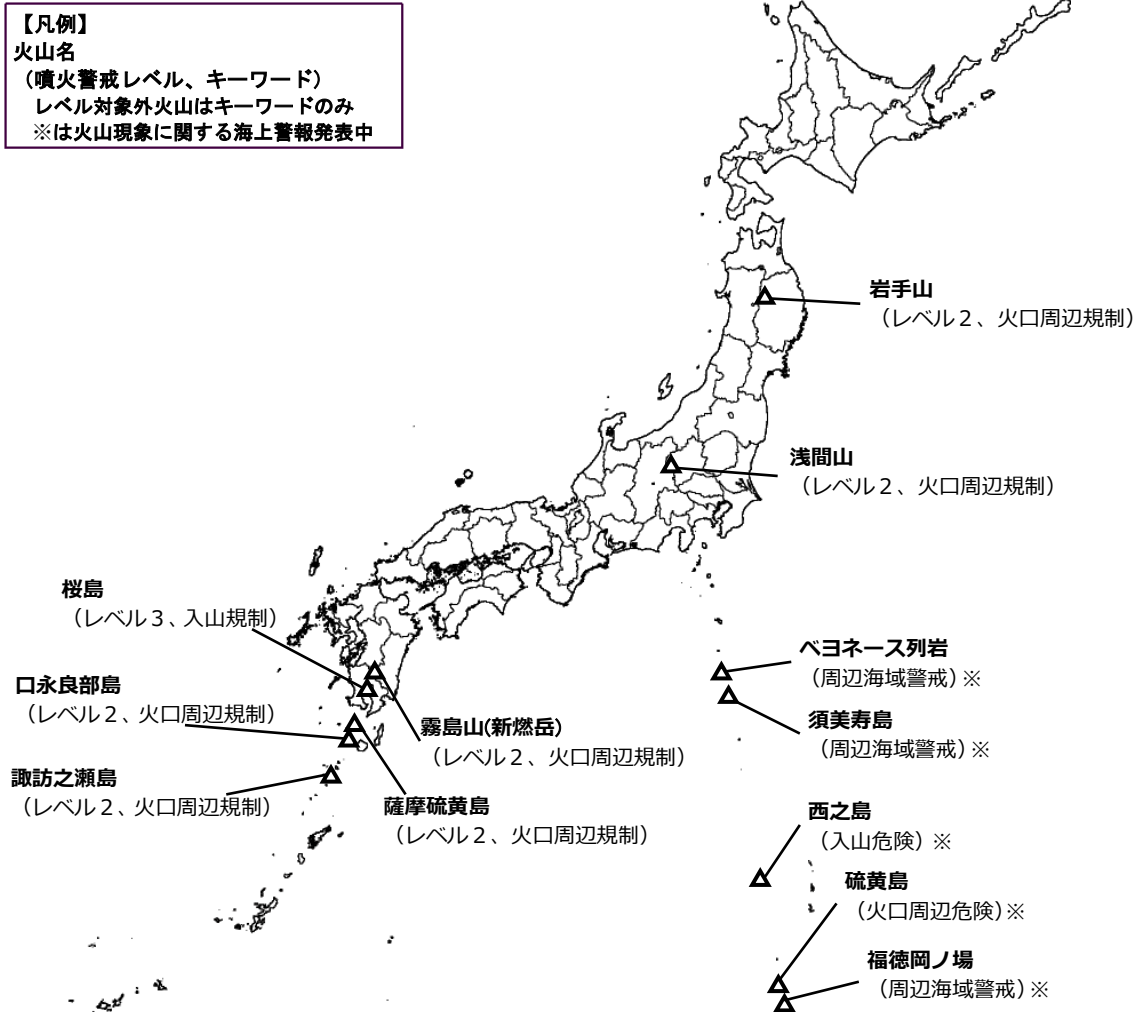 【凡例】
火山名
（噴火警戒レベル、キーワード）
レベル対象外火山はキーワードのみ
※は火山現象に関する海上警報発表中
岩手山
（レベル２、火口周辺規制）
浅間山
（レベル２、火口周辺規制）
桜島
（レベル３、入山規制）
口永良部島
（レベル２、火口周辺規制）
諏訪之瀬島
（レベル２、火口周辺規制）
霧島山(新燃岳)
（レベル２、火口周辺規制）
薩摩硫黄島
（レベル２、火口周辺規制）
ベヨネース列岩
（周辺海域警戒）※
須美寿島
（周辺海域警戒）※
西之島
（入山危険）※
硫黄島
（火口周辺危険）※
福徳岡ノ場
（周辺海域警戒）※